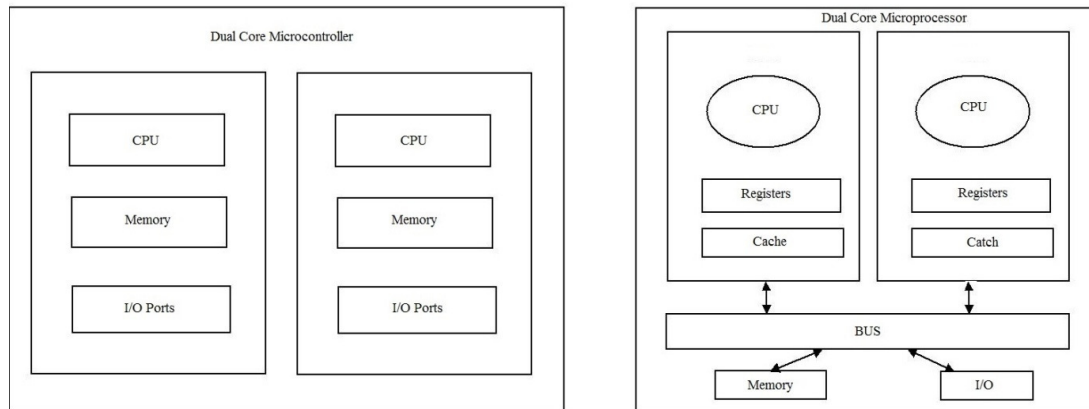 Dual Core Microcontroller
CPU
Memory
I/O Ports
CPU
Memory
I/O Ports
Dual Core Microprocessor
CPU
Registers
Cache
CPU
Registers
Catch
BUS
Memory
I/O